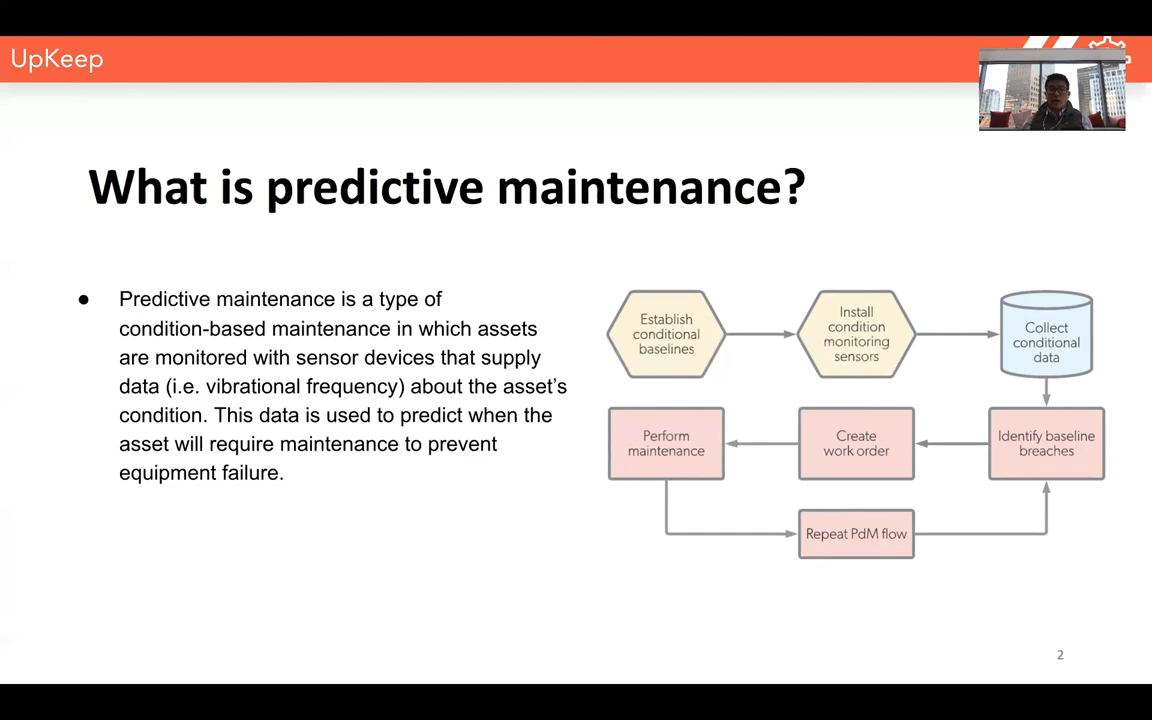 UpKeep
What is predictive maintenance?
● Predictive maintenance is a type of
condition-based maintenance in which assets
are monitored with sensor devices that supply
data (i.e. vibrational frequency) about the asset’s
condition. This data is used to predict when the
asset will require maintenance to prevent
equipment failure.
Establish
conditional
baselines
Install
condition
monitoring
sensors
Collect
conditional
data
Identify baseline
breaches
Create
work order
Perform
maintenance
Repeat PdM flow
2